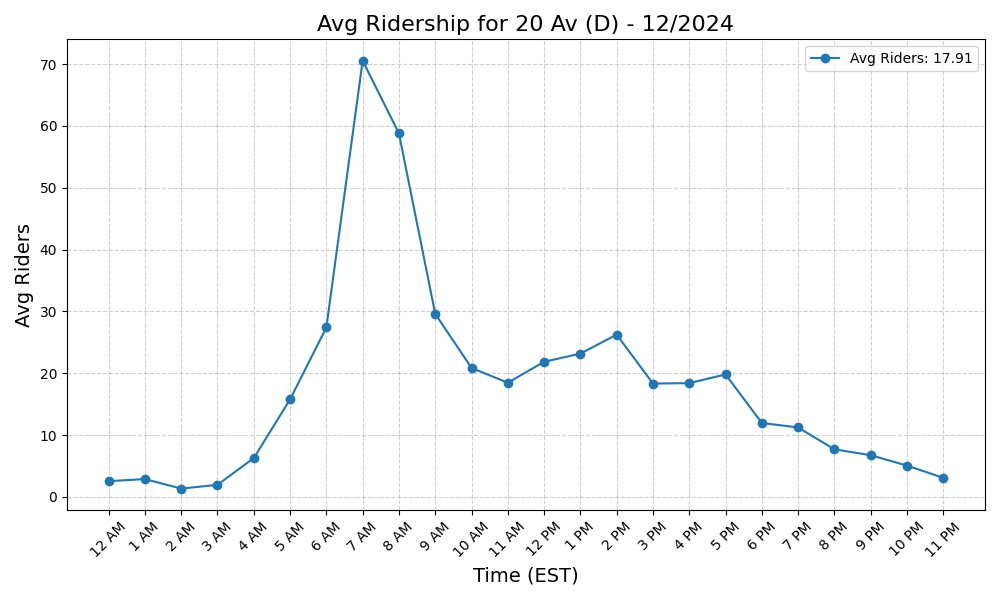 Avg Ridership for 20 Av (D) - 12/2024
Avg Riders: 17.91
Avg Riders
70
60
50
40
30
20
10
0
12 AM
1 AM
2 AM
3 AM
4 AM
5 AM
6 AM
7 AM
8 AM
9 AM
10 AM
11 AM
12 PM
1 PM
2 PM
3 PM
4 PM
5 PM
6 PM
7 PM
8 PM
9 PM
10 PM
11 PM
Time (EST)